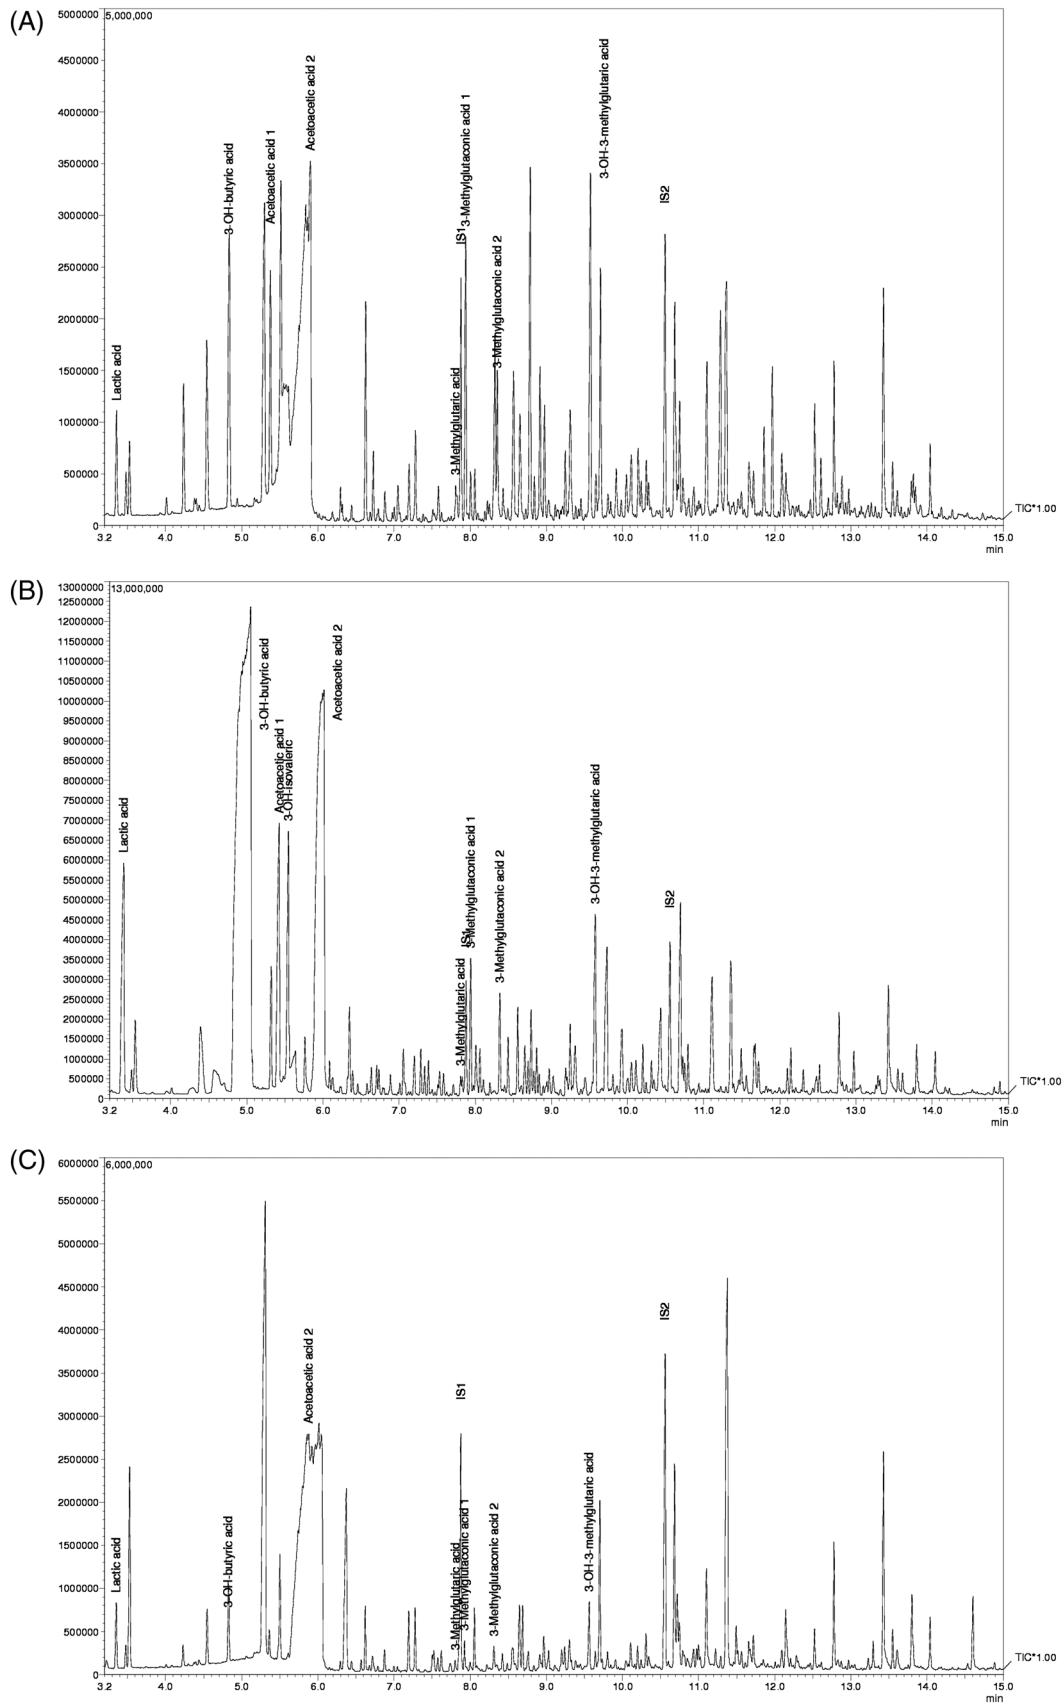 (A)
5,000,000
5000000
4500000
4000000
3500000
3000000
2500000
2000000
1500000
1000000
500000
0
Lactic acid
3-OH-butyric acid
Acetoacetic acid 1
Acetoacetic acid 2
3-Methylglutaric acid
IS1
3-Methylglutaconic acid 1
3-Methylglutaconic acid 2
3-OH-3-methylglutaric acid
IS2
TIC*1.00
3.2 4.0 5.0 6.0 7.0 8.0 9.0 10.0 11.0 12.0 13.0 14.0 15.0
min
(B)
13,000,000
13000000
12500000
12000000
11500000
11000000
10500000
10000000
9500000
9000000
8500000
8000000
7500000
7000000
6500000
6000000
5500000
5000000
4500000
4000000
3500000
3000000
2500000
2000000
1500000
1000000
500000
0
Lactic acid
3-OH-butyric acid
Acetoacetic acid 1
3-OH-isovaleric
Acetoacetic acid 2
3-Methylglutaric acid
IS1
3-Methylglutaconic acid 1
3-Methylglutaconic acid 2
3-OH-3-methylglutaric acid
IS2
TIC*1.00
3.2 4.0 5.0 6.0 7.0 8.0 9.0 10.0 11.0 12.0 13.0 14.0 15.0
min
(C)
6,000,000
6000000
5500000
5000000
4500000
4000000
3500000
3000000
2500000
2000000
1500000
1000000
500000
0
Lactic acid
3-OH-butyric acid
Acetoacetic acid 2
3-Methylglutaric acid
IS1
3-Methylglutaconic acid 1
3-Methylglutaconic acid 2
3-OH-3-methylglutaric acid
IS2
TIC*1.00
3.2 4.0 5.0 6.0 7.0 8.0 9.0 10.0 11.0 12.0 13.0 14.0 15.0
min